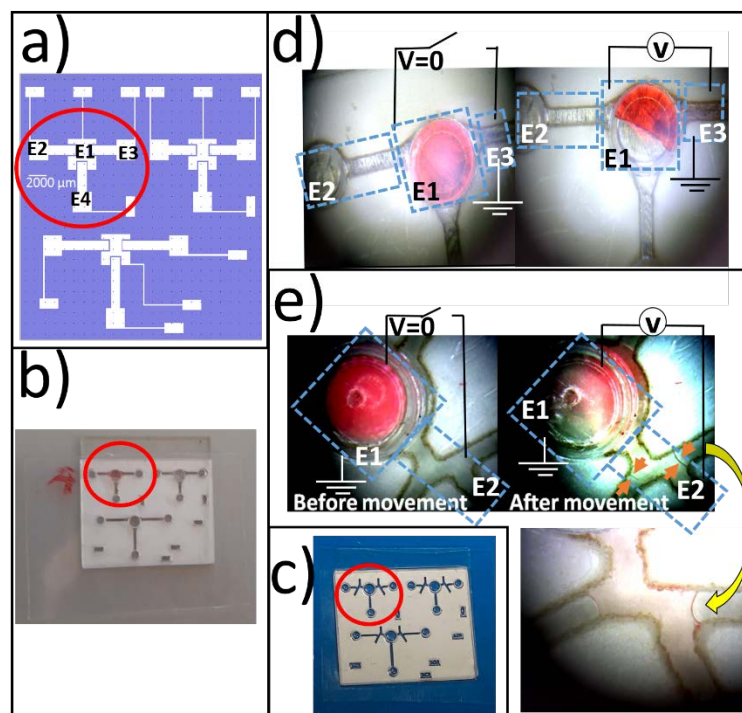 a)
E2
E1
E3
2000 μm
E4
b)
c)
d)
V=0
E2
E1
E3
V
E2
E1
E3
e)
V=0
E1
E2
Before movement
V
E1
E2
After movement